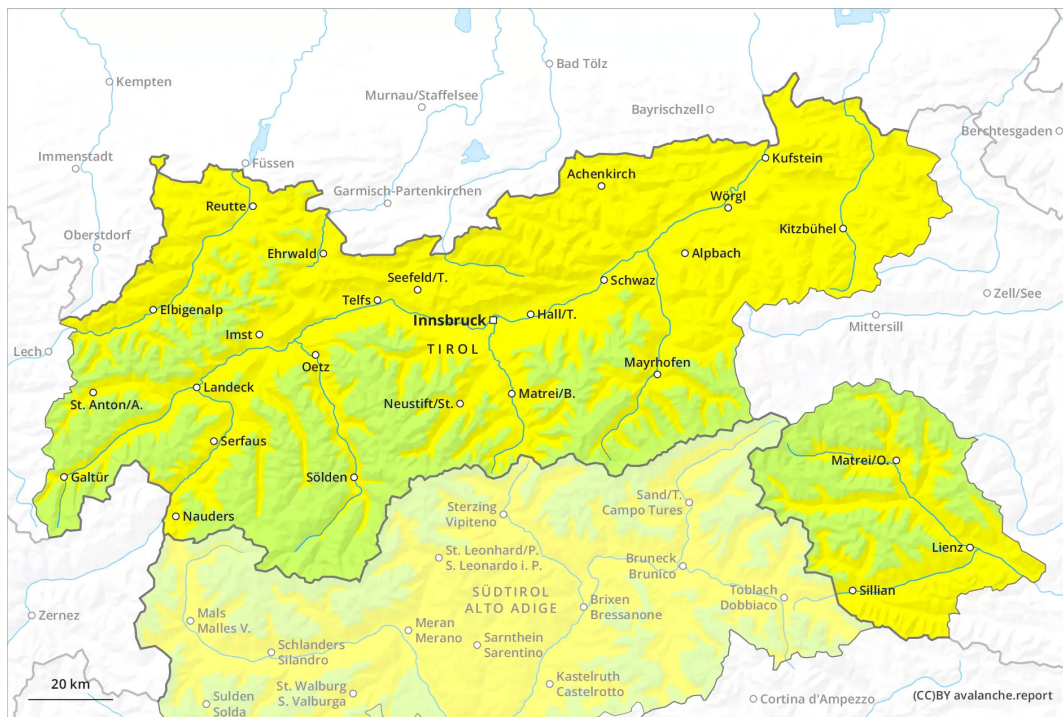 Kempten
Bad Tölz
Murnau/Staffelsee
Bayrischzell
Berchtesgaden
Immenstadt
Füssen
Kufstein
Garmisch-Partenkirchen
Achenkirch
Reutte
Wörgl
Oberstdorf
Kitzbühel
Ehrwald
Alpbach
Seefeld/T.
Schwaz
Telfs
Zell/See
Elbigenalp
Innsbruck
Hall/T.
Mittersill
Imst
TIROL
Lech
Oetz
Mayrhofen
Landeck
St. Anton/A.
Neustift/St.
Matrei/B.
Serfaus
Matrei/O.
Galtür
Sölden
Sand/T.
Campo Tures
Sterzing
Vipiteno
Nauders
Lienz
St. Leonhard/P.
S. Leonardo i. P.
Bruneck
Brunico
Sillian
SÜDTIROL
ALTO ADIGE
Toblach
Dobbiaco
Brixen
Bressanone
Zernez
Mals
Malles V.
Meran
Merano
Schlanders
Silandro
Sarnthein
Sarentino
Kastelruth
Castelrotto
20 km
St. Walburg
S. Valburga
Sulden
Solda
Cortina d'Ampezzo
(CC)BY avalanche.report